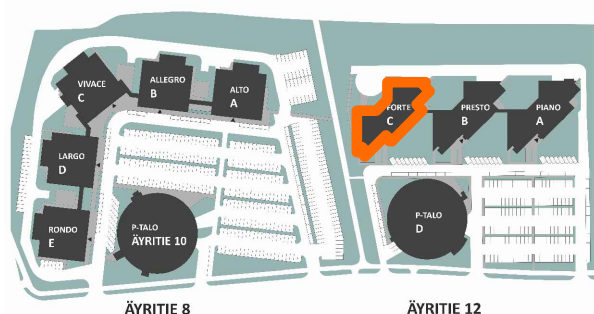 VIVACE
C
ALLEGRO
B
ALTO
A
LARGO
D
RONDO
E
P-TALO
ÄYRITIE 10
FORTE
C
PRESTO
B
PIANO
A
P-TALO
D
ÄYRITIE 8
ÄYRITIE 12